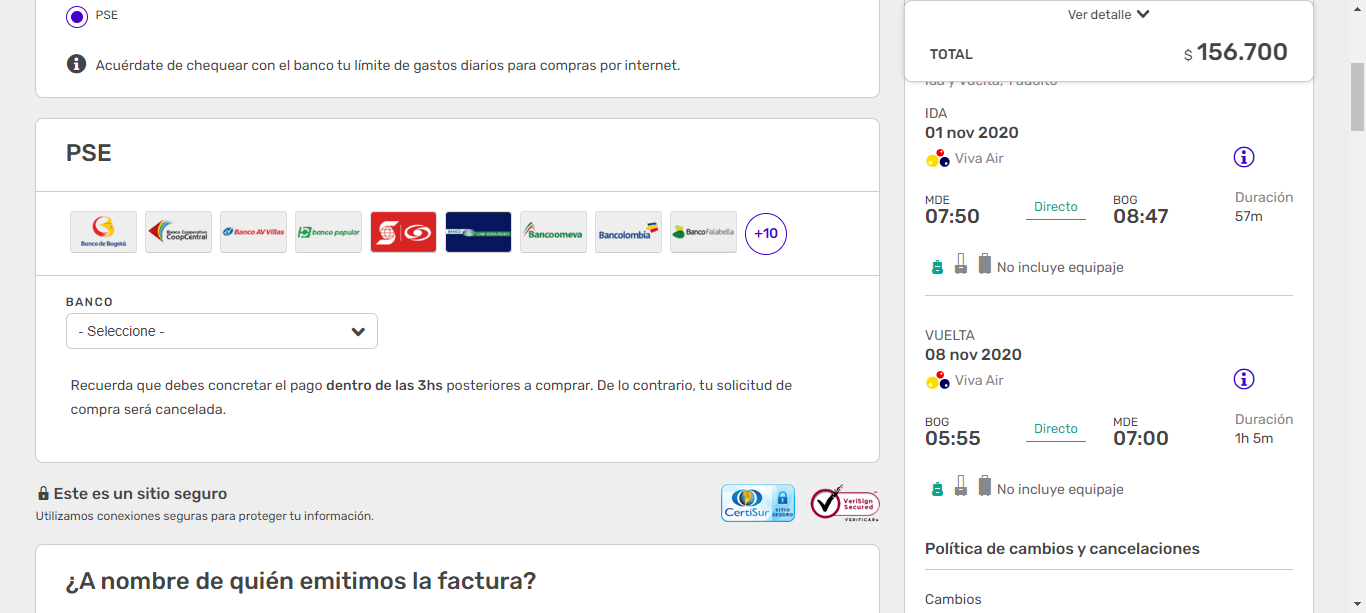 PSE
Acuérdate de chequear con el banco tu límite de gastos diarios para compras por internet.
PSE
Banco de Bogotá
Banco Cooperativo
CoopCentral
Banco AV Villas
banco popular
Bancoomeva
Bancolombia
Banco Falabella
+10
BANCO
- Seleccione -
Recuerda que debes concretar el pago dentro de las 3hs posteriores a comprar. De lo contrario, tu solicitud de
compra será cancelada.
Este es un sitio seguro
Utilizamos conexiones seguras para proteger tu información.
CertiSur
SITIO
SEGURO
VeriSign
Secured
VERIFICAR
¿A nombre de quién emitimos la factura?
Ver detalle
TOTAL
$ 156.700
IDA
01 nov 2020
Viva Air
MDE
07:50
Directo
BOG
08:47
Duración
57m
No incluye equipaje
VUELTA
08 nov 2020
Viva Air
BOG
05:55
Directo
MDE
07:00
Duración
1h 5m
No incluye equipaje
Política de cambios y cancelaciones
Cambios